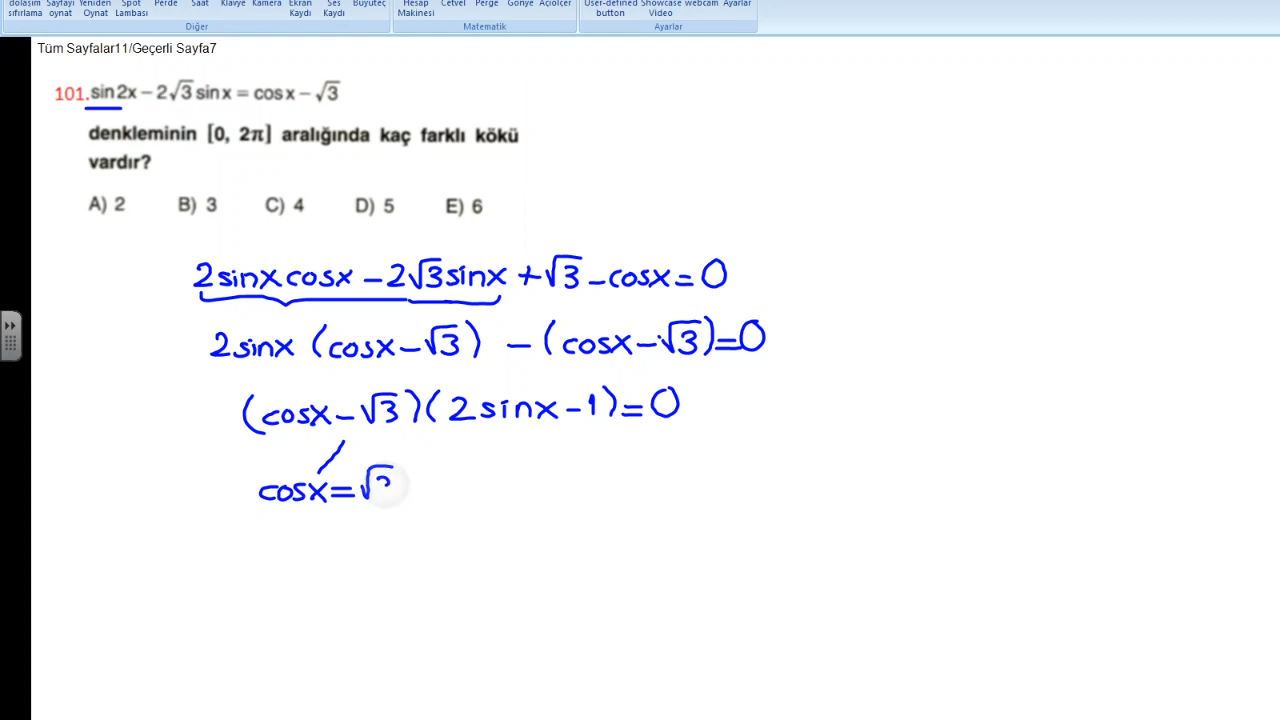 dolaşım Sayfayı Yeniden Spot Perde Saat Klavye Kamera Ekran Ses Büyüteç Hesap Cetvel Perge Gönye Açıölçer User-defined Showcase webcam Ayarlar
sıfırlama oynat Oynat Lambası Kaydı Kaydı Makinesi button Video
Diğer Matematik Ayarlar
Tüm Sayfalar11/Geçerli Sayfa7
101. sin2x − 2√3 sinx = cosx − √3
denkleminin [0, 2π] aralığında kaç farklı kökü
vardır?
A) 2 B) 3 C) 4 D) 5 E) 6
2sinxcosx − 2√3sinx + √3 − cosx = 0
2sinx (cosx − √3) − (cosx − √3) = 0
(cosx − √3)(2sinx − 1) = 0
cosx = √